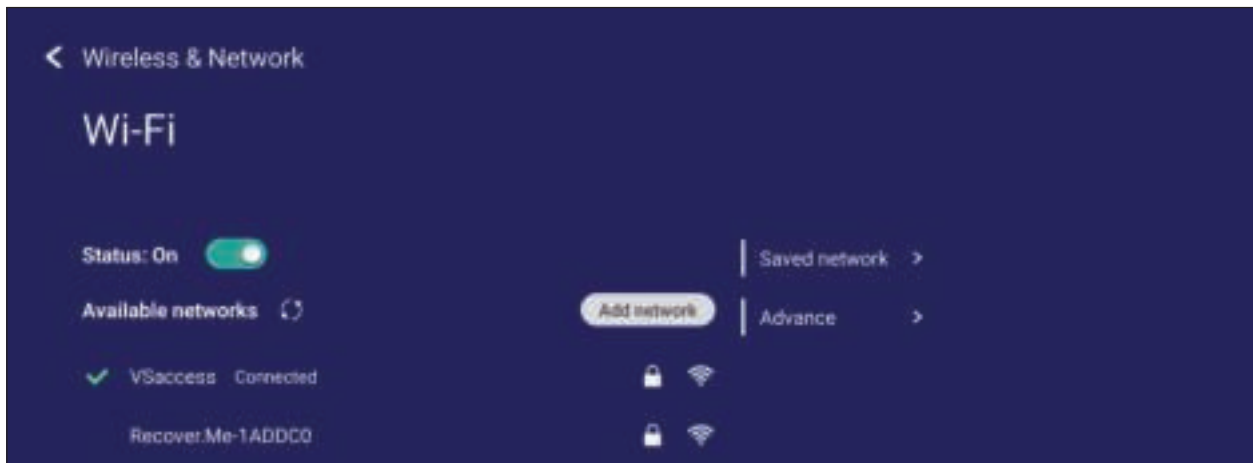 Wireless & Network
Wi-Fi
Status: On
Saved network
Available networks
Add network
Advance
VSaccess Connected
Recover.Me-1ADDC0